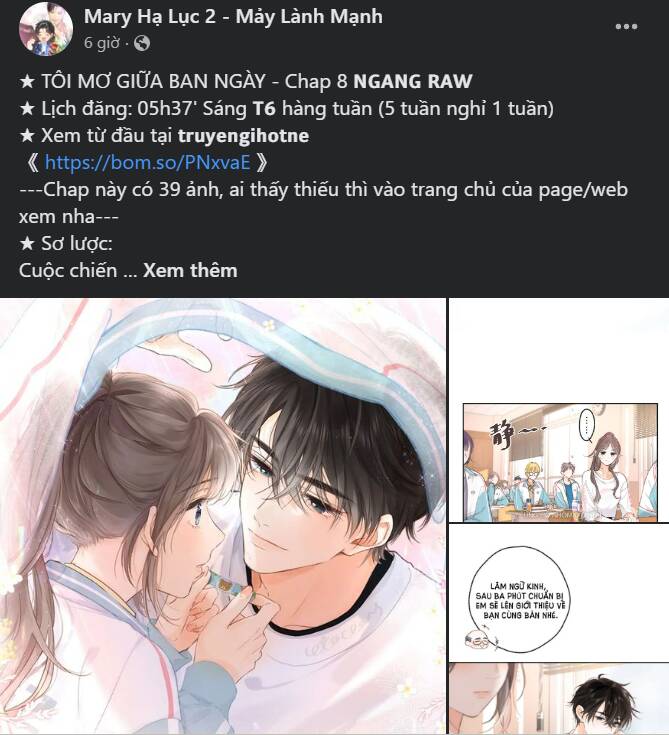 Mary Hạ Lục 2 - Mảy Lành Mạnh
6 giờ ·
★ TÔI MƠ GIỮA BAN NGÀY - Chap 8 NGANG RAW
★ Lịch đăng: 05h37' Sáng T6 hàng tuần (5 tuần nghỉ 1 tuần)
★ Xem từ đầu tại truyengihotne
《 https://bom.so/PNxvaE 》
---Chap này có 39 ảnh, ai thấy thiếu thì vào trang chủ của page/web
xem nha---
★ Sơ lược:
Cuộc chiến ... Xem thêm
静
......
LÂM NGỮ KINH,
SAU BA PHÚT CHUẨN BỊ
EM SẼ LÊN GIỚI THIỆU VỀ
BẠN CÙNG BÀN NHÉ.